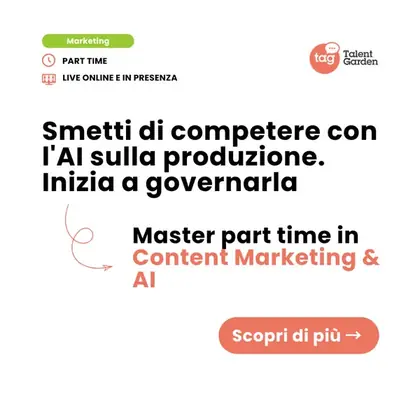 Marketing
PART TIME
LIVE ONLINE E IN PRESENZA
tag
Talent
Garden
Smetti di competere con
l'AI sulla produzione.
Inizia a governarla
Master part time in
Content Marketing &
AI
Scopri di più →